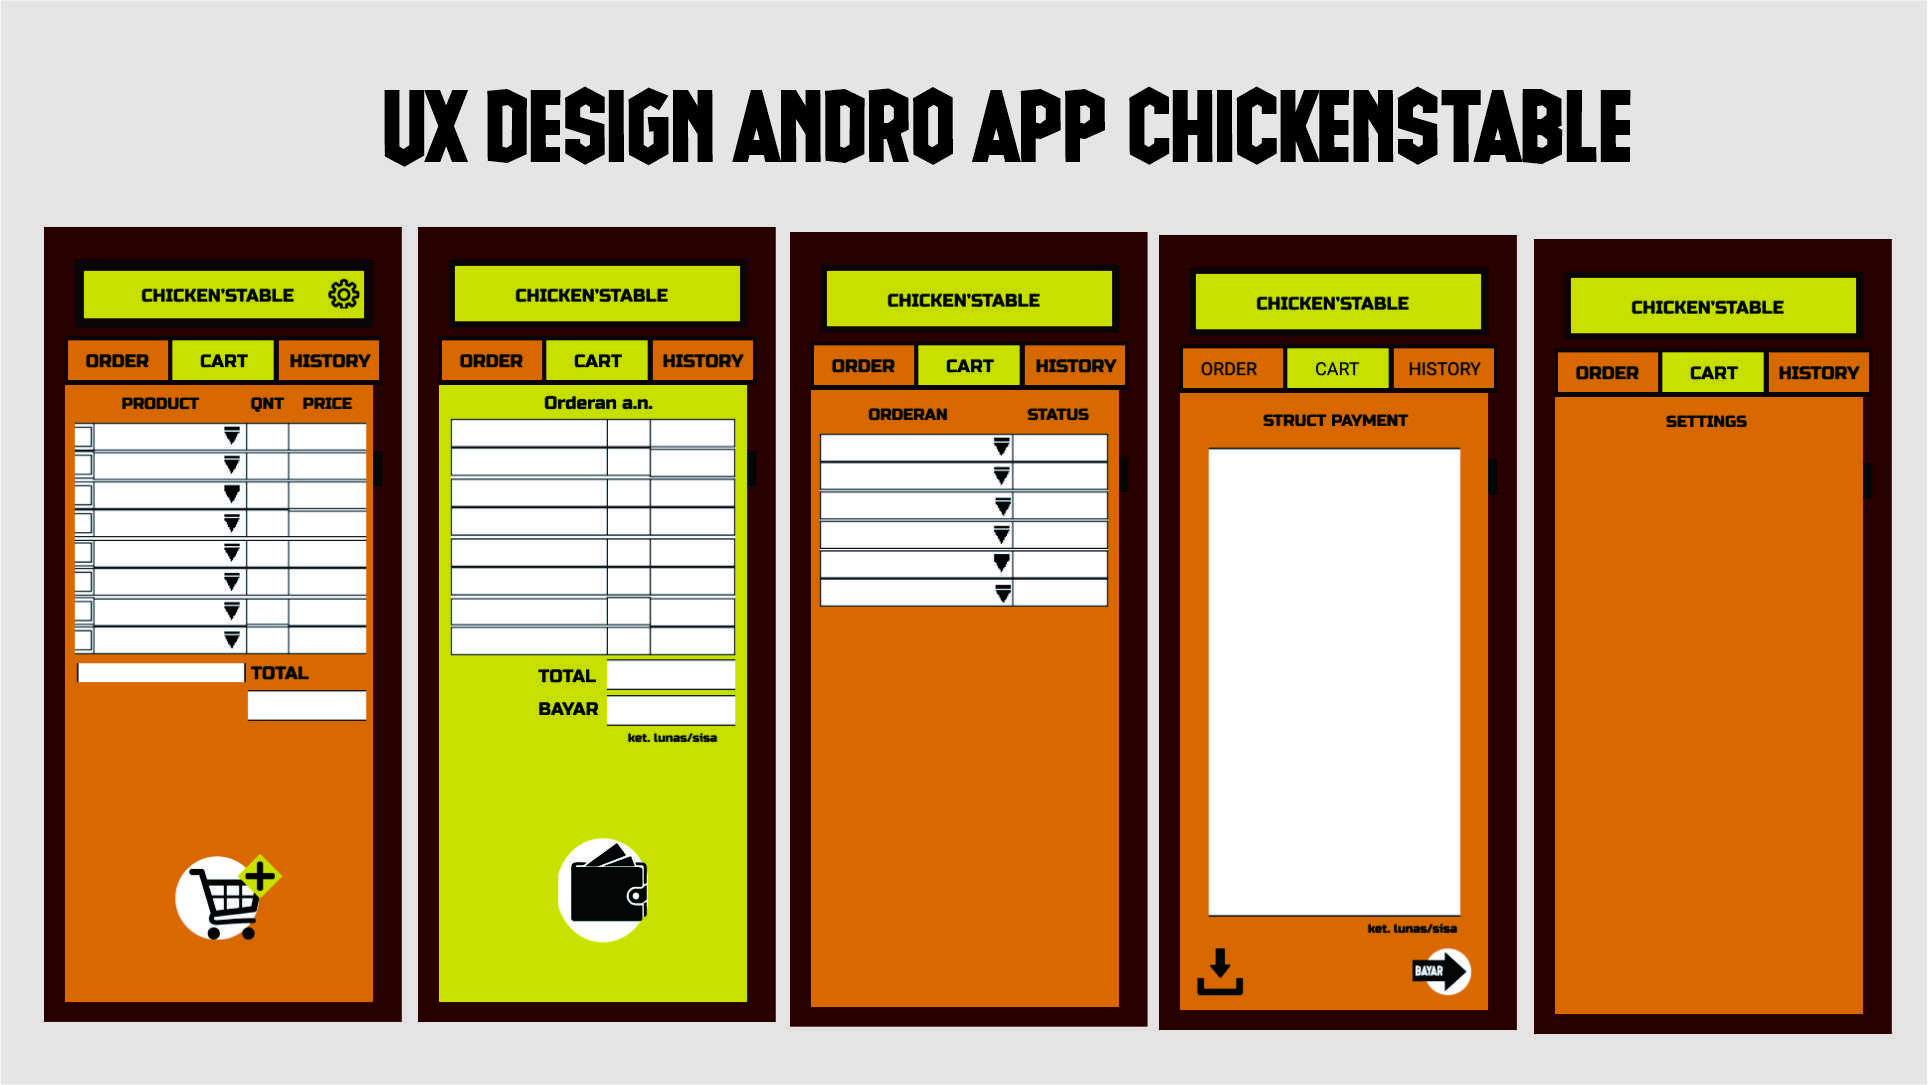 UX DESIGN ANDRO APP CHICKENSTABLE
CHICKEN'STABLE
ORDER CART HISTORY
PRODUCT QNT PRICE
TOTAL
CHICKEN'STABLE
ORDER CART HISTORY
Orderan a.n.
TOTAL
BAYAR
ket. lunas/sisa
CHICKEN'STABLE
ORDER CART HISTORY
ORDERAN STATUS
CHICKEN'STABLE
ORDER CART HISTORY
STRUCT PAYMENT
ket. lunas/sisa
BAYAR
CHICKEN'STABLE
ORDER CART HISTORY
SETTINGS